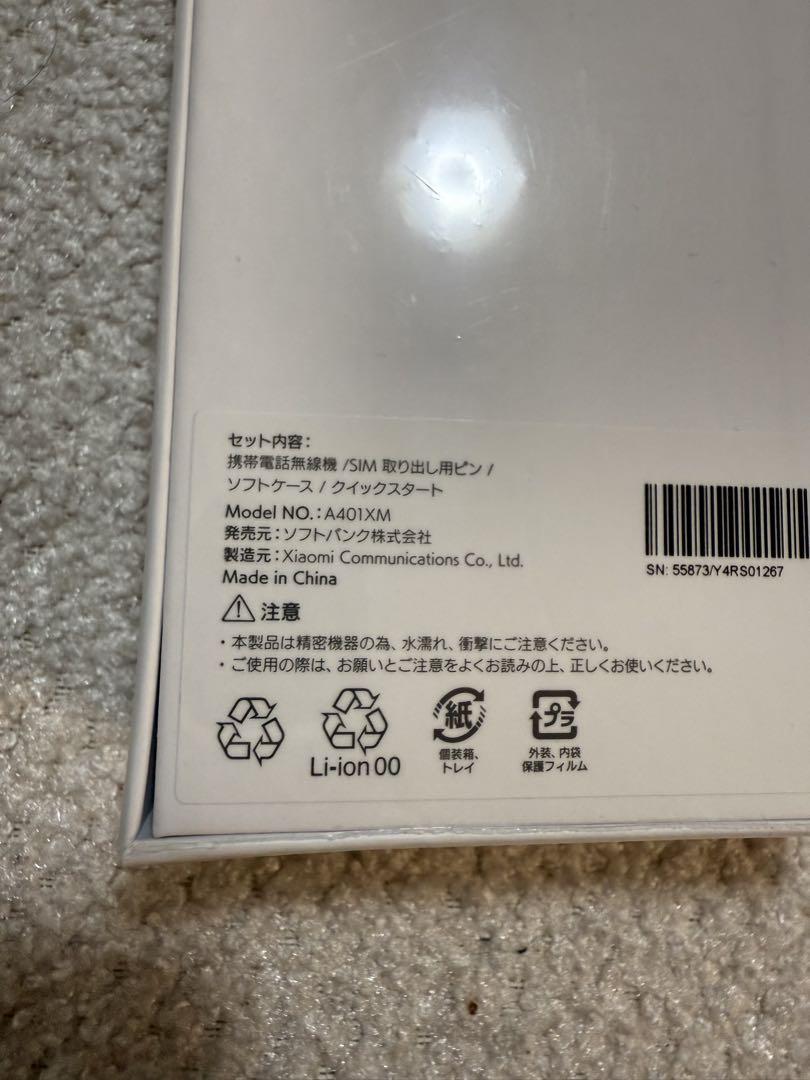 セット内容：
携帯電話無線機 /SIM 取り出し用ピン /
ソフトケース / クイックスタート
Model NO.：A401XM
発売元：ソフトバンク株式会社
製造元：Xiaomi Communications Co., Ltd.
Made in China
注意
・本製品は精密機器の為、水濡れ、衝撃にご注意ください。
・ご使用の際は、お願いとご注意をよくお読みの上、正しくお使いください。
SN: 55873/Y4RS01267
Li-ion 00
紙
個装箱、
トレイ
プラ
外装、内袋
保護フィルム